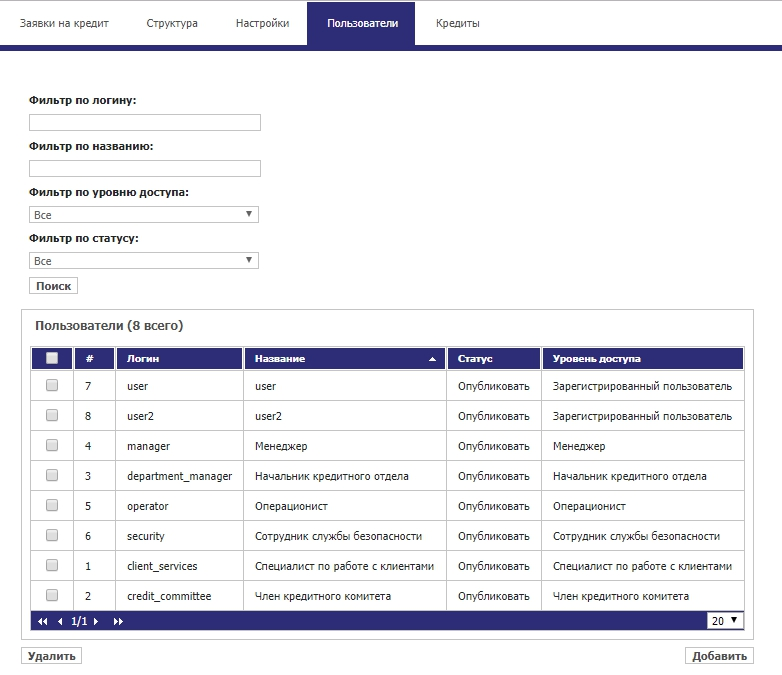 Заявки на кредит Структура Настройки Пользователи Кредиты
Фильтр по логину:
Фильтр по названию:
Фильтр по уровню доступа:
Все
Фильтр по статусу:
Все
Поиск
Пользователи (8 всего)
# Логин Название Статус Уровень доступа
7 user user Опубликовать Зарегистрированный пользователь
8 user2 user2 Опубликовать Зарегистрированный пользователь
4 manager Менеджер Опубликовать Менеджер
3 department_manager Начальник кредитного отдела Опубликовать Начальник кредитного отдела
5 operator Операционист Опубликовать Операционист
6 security Сотрудник службы безопасности Опубликовать Сотрудник службы безопасности
1 client_services Специалист по работе с клиентами Опубликовать Специалист по работе с клиентами
2 credit_committee Член кредитного комитета Опубликовать Член кредитного комитета
1/1 20
Удалить Добавить